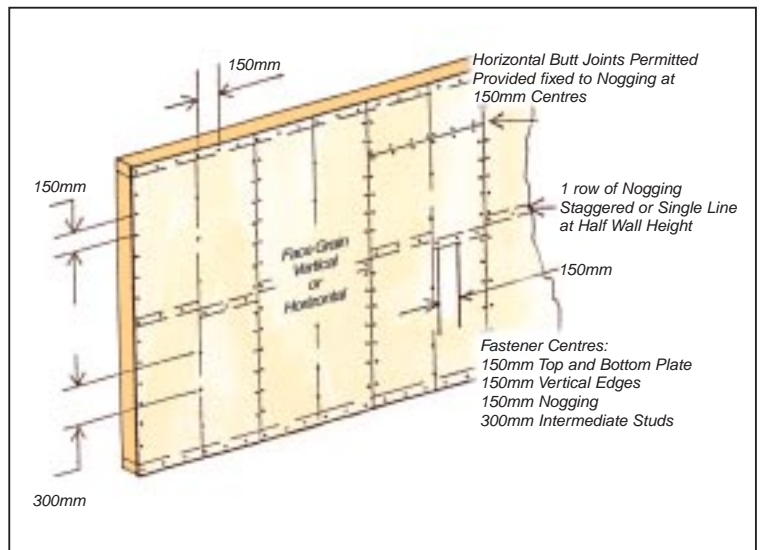 150mm
Horizontal Butt Joints Permitted
Provided fixed to Nogging at
150mm Centres
150mm
1 row of Nogging
Staggered or Single Line
at Half Wall Height
Face-Grain
Vertical
or
Horizontal
150mm
Fastener Centres:
150mm Top and Bottom Plate
150mm Vertical Edges
150mm Nogging
300mm Intermediate Studs
300mm